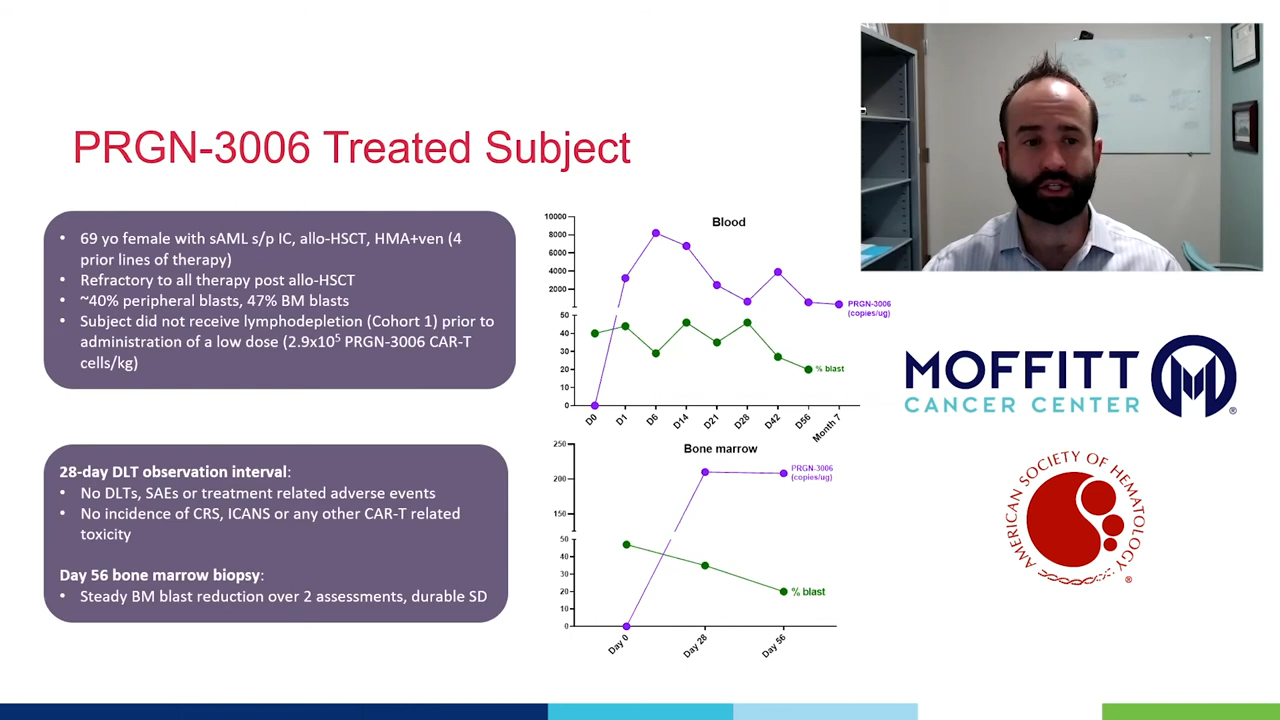 PRGN-3006 Treated Subject
• 69 yo female with sAML s/p IC, allo-HSCT, HMA+ven (4
prior lines of therapy)
• Refractory to all therapy post allo-HSCT
• ~40% peripheral blasts, 47% BM blasts
• Subject did not receive lymphodepletion (Cohort 1) prior to
administration of a low dose (2.9x10⁵ PRGN-3006 CAR-T
cells/kg)
28-day DLT observation interval:
• No DLTs, SAEs or treatment related adverse events
• No incidence of CRS, ICANS or any other CAR-T related
toxicity
Day 56 bone marrow biopsy:
• Steady BM blast reduction over 2 assessments, durable SD
Blood
10000
8000
6000
4000
2000
50
40
30
20
10
0
PRGN-3006
(copies/ug)
% blast
D0 D1 D6 D14 D21 D28 D42 D56 Month 7
Bone marrow
250
200
150
50
40
30
20
10
0
PRGN-3006
(copies/ug)
% blast
Day 0 Day 28 Day 56
MOFFITT
CANCER CENTER
M
®
AMERICAN SOCIETY OF HEMATOLOGY
®